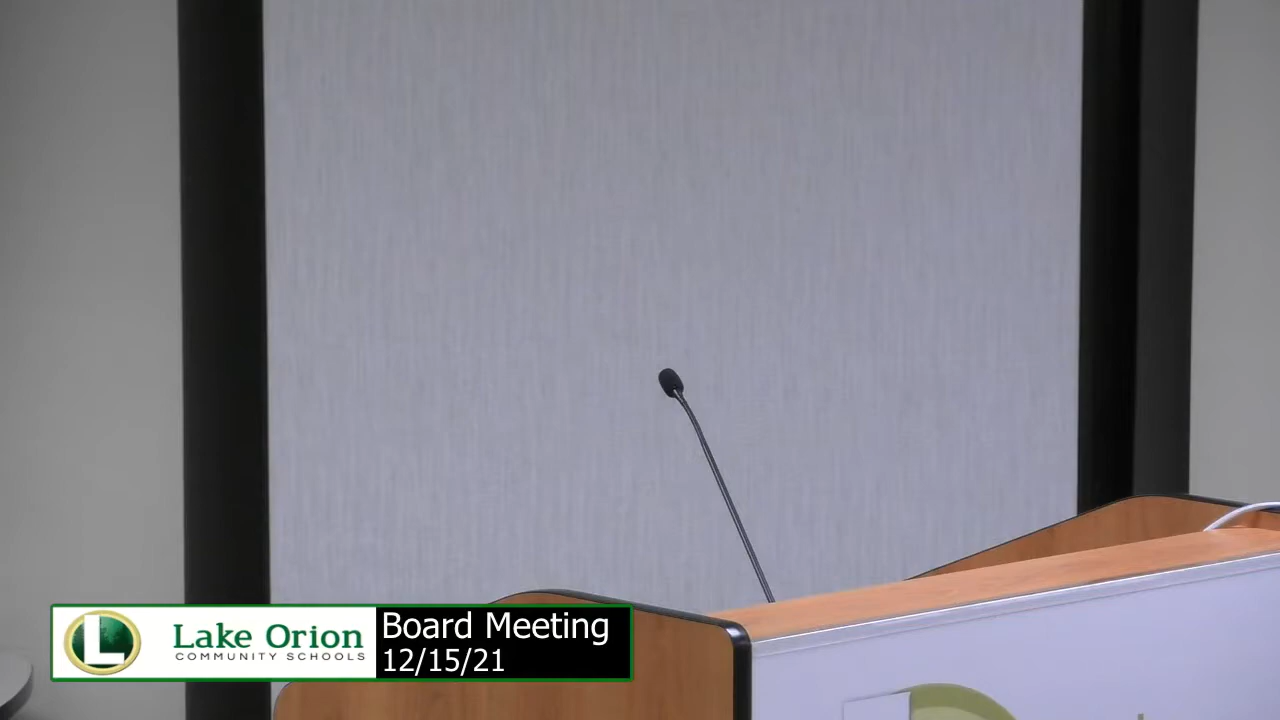 L
Lake Orion
COMMUNITY SCHOOLS
Board Meeting
12/15/21